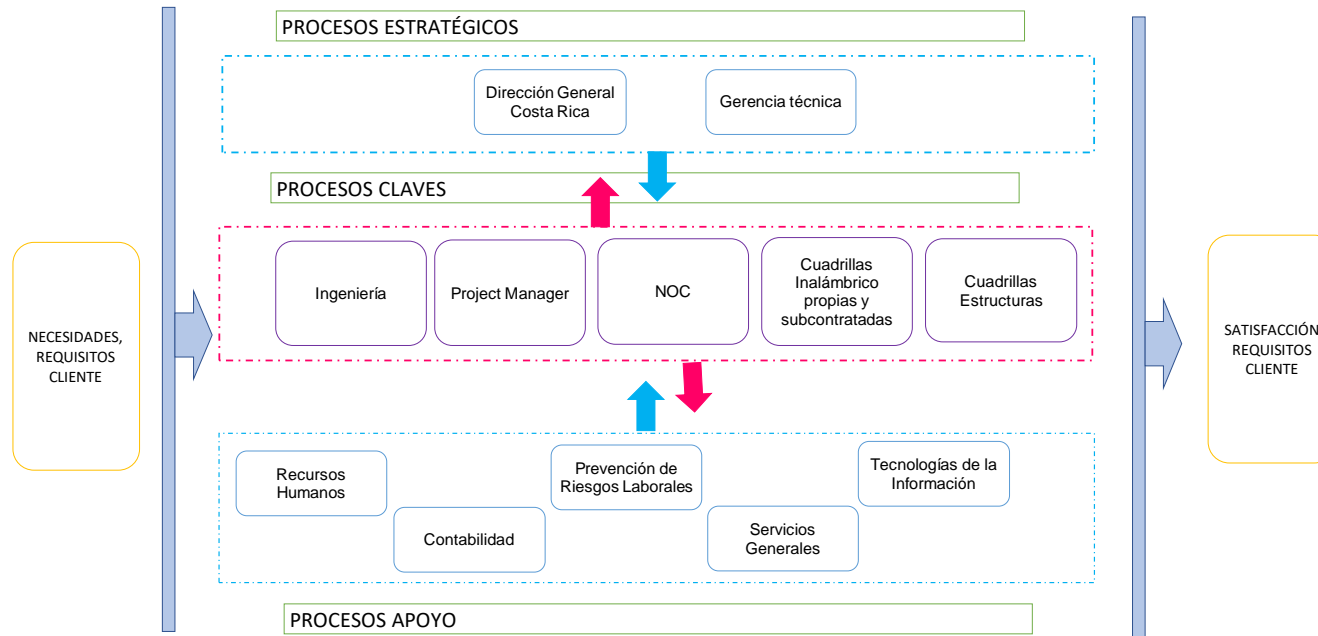 PROCESOS ESTRATÉGICOS
Dirección General
Costa Rica
Gerencia técnica
PROCESOS CLAVES
NECESIDADES,
REQUISITOS
CLIENTE
Ingeniería
Project Manager
NOC
Cuadrillas
Inalámbrico
propias y
subcontratadas
Cuadrillas
Estructuras
SATISFACCIÓN
REQUISITOS
CLIENTE
Recursos
Humanos
Contabilidad
Prevención de
Riesgos Laborales
Servicios
Generales
Tecnologías de la
Información
PROCESOS APOYO